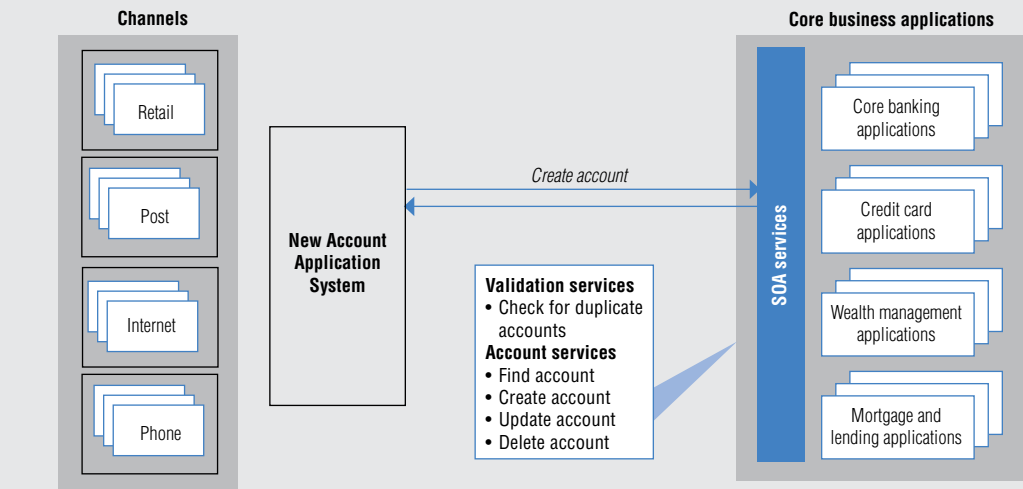 Channels
Retail
Post
Internet
Phone
New Account
Application
System
Create account
Validation services
• Check for duplicate
accounts
Account services
• Find account
• Create account
• Update account
• Delete account
Core business applications
SOA services
Core banking
applications
Credit card
applications
Wealth management
applications
Mortgage and
lending applications